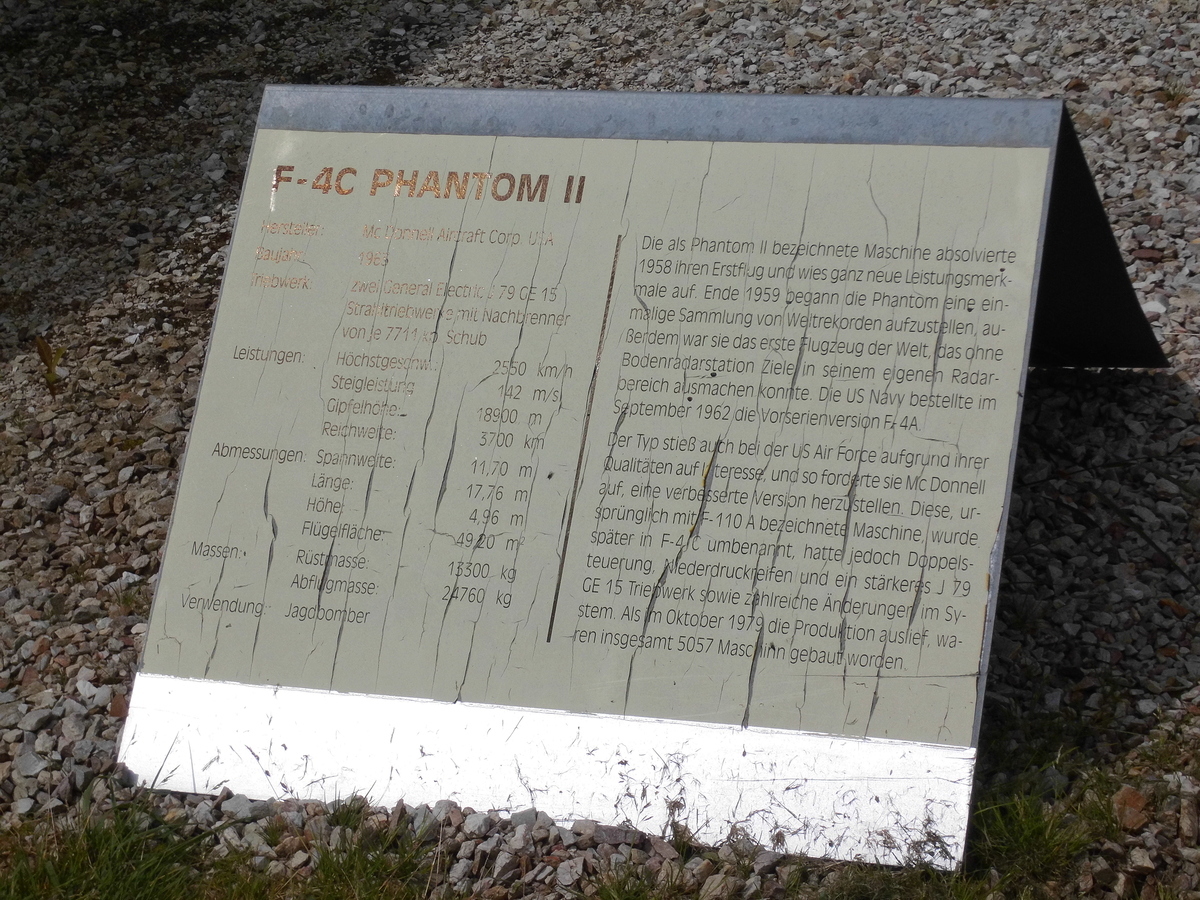 F-4C PHANTOM II
Hersteller: Mc Donnell Aircraft Corp. USA
Baujahr: 1963
Triebwerk: Zwei General Electric J 79 GE 15
Strahltriebwerke mit Nachbrenner
von je 7711 kp Schub
Leistungen: Höchstgeschw.: 2550 km/h
Steigleistung 142 m/s
Gipfelhöhe: 18900 m
Reichweite: 3700 km
Abmessungen: Spannweite: 11,70 m
Länge: 17,76 m
Höhe: 4,96 m
Flügelfläche: 49,20 m²
Massen: Rüstmasse: 13300 kg
Abflugmasse: 24760 kg
Verwendung: Jagdbomber
Die als Phantom II bezeichnete Maschine absolvierte
1958 ihren Erstflug und wies ganz neue Leistungsmerk-
male auf. Ende 1959 begann die Phantom eine ein-
malige Sammlung von Weltrekorden aufzustellen, au-
ßerdem war sie das erste Flugzeug der Welt, das ohne
Bodenradarstation Ziele in seinem eigenen Radar-
bereich ausmachen konnte. Die US Navy bestellte im
September 1962 die Vorserienversion F-4A.
Der Typ stieß auch bei der US Air Force aufgrund ihrer
Qualitäten auf Interesse, und so forderte sie Mc Donnell
auf, eine verbesserte Version herzustellen. Diese, ur-
sprünglich mit F-110 A bezeichnete Maschine, wurde
später in F-4 C umbenannt, hatte jedoch Doppels-
teuerung, Niederdruckreifen und ein stärkeres J 79
GE 15 Triebwerk sowie zahlreiche Änderungen im Sy-
stem. Als im Oktober 1979 die Produktion auslief, wa-
ren insgesamt 5057 Maschinn gebaut worden.